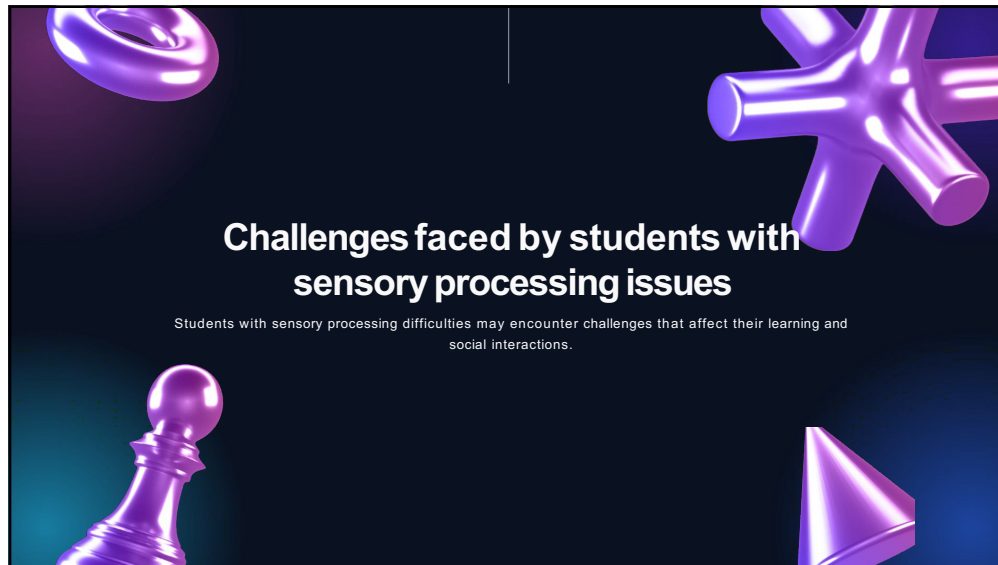 Challenges faced by students with
sensory processing issues
Students with sensory processing difficulties may encounter challenges that affect their learning and
social interactions.